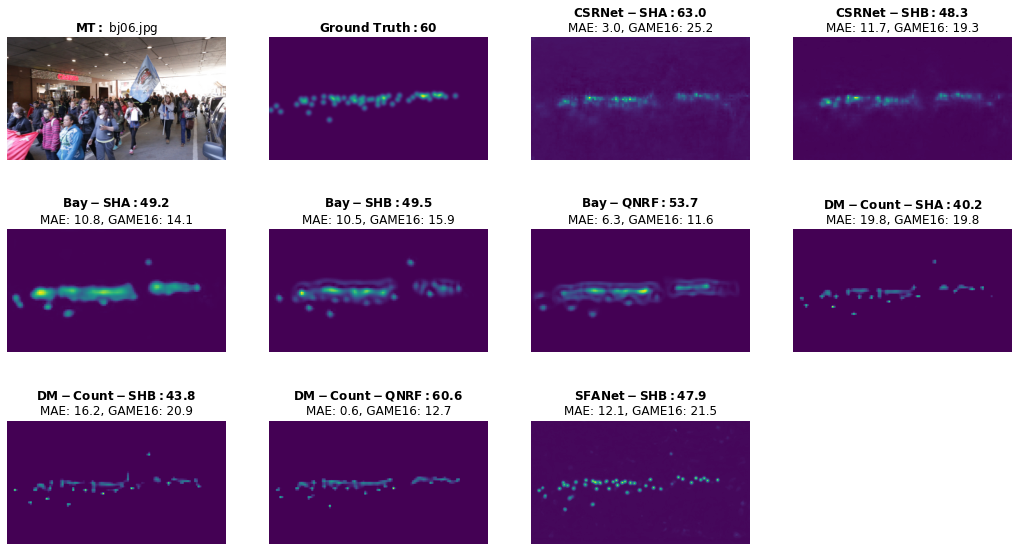 MT: bj06.jpg
Ground Truth: 60
CSRNet − SHA: 63.0
MAE: 3.0, GAME16: 25.2
CSRNet − SHB: 48.3
MAE: 11.7, GAME16: 19.3
Bay − SHA: 49.2
MAE: 10.8, GAME16: 14.1
Bay − SHB: 49.5
MAE: 10.5, GAME16: 15.9
Bay − QNRF: 53.7
MAE: 6.3, GAME16: 11.6
DM − Count − SHA: 40.2
MAE: 19.8, GAME16: 19.8
DM − Count − SHB: 43.8
MAE: 16.2, GAME16: 20.9
DM − Count − QNRF: 60.6
MAE: 0.6, GAME16: 12.7
SFANet − SHB: 47.9
MAE: 12.1, GAME16: 21.5